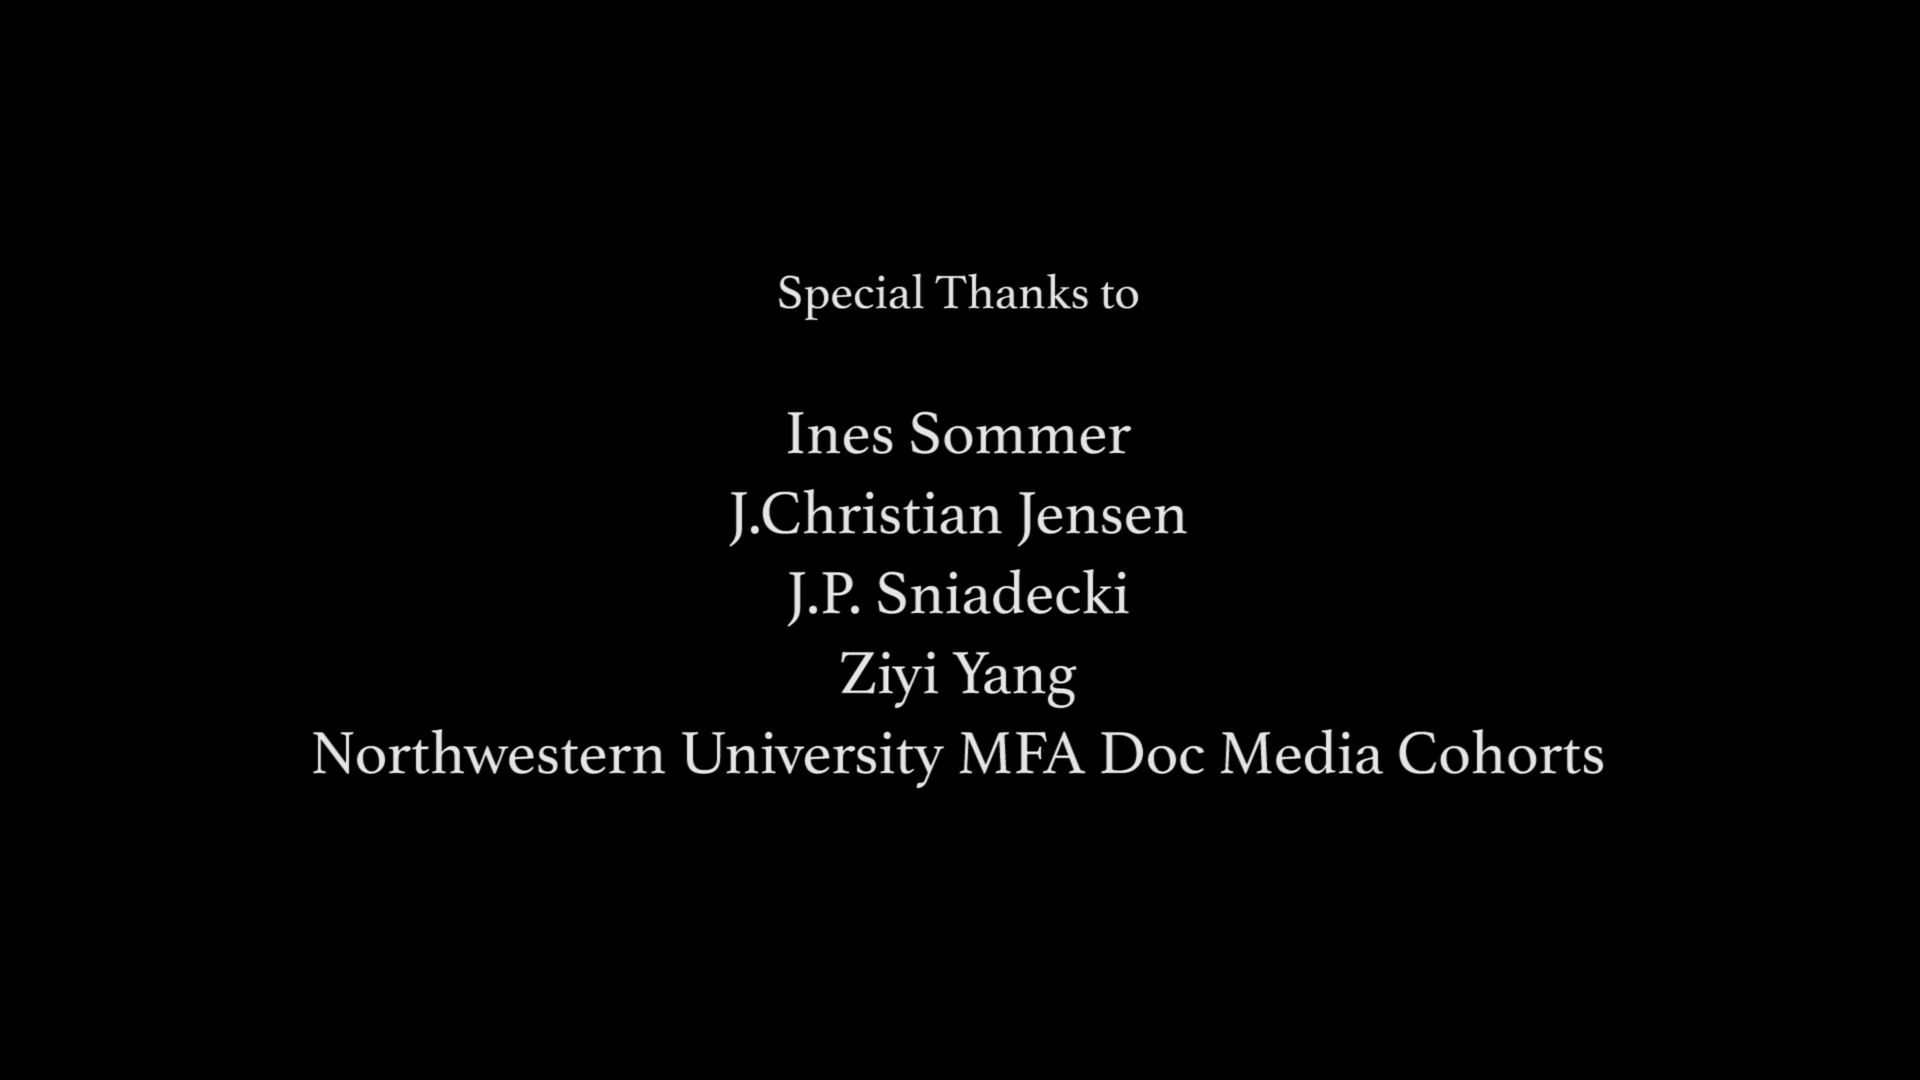 Special Thanks to
Ines Sommer
J.Christian Jensen
J.P. Sniadecki
Ziyi Yang
Northwestern University MFA Doc Media Cohorts